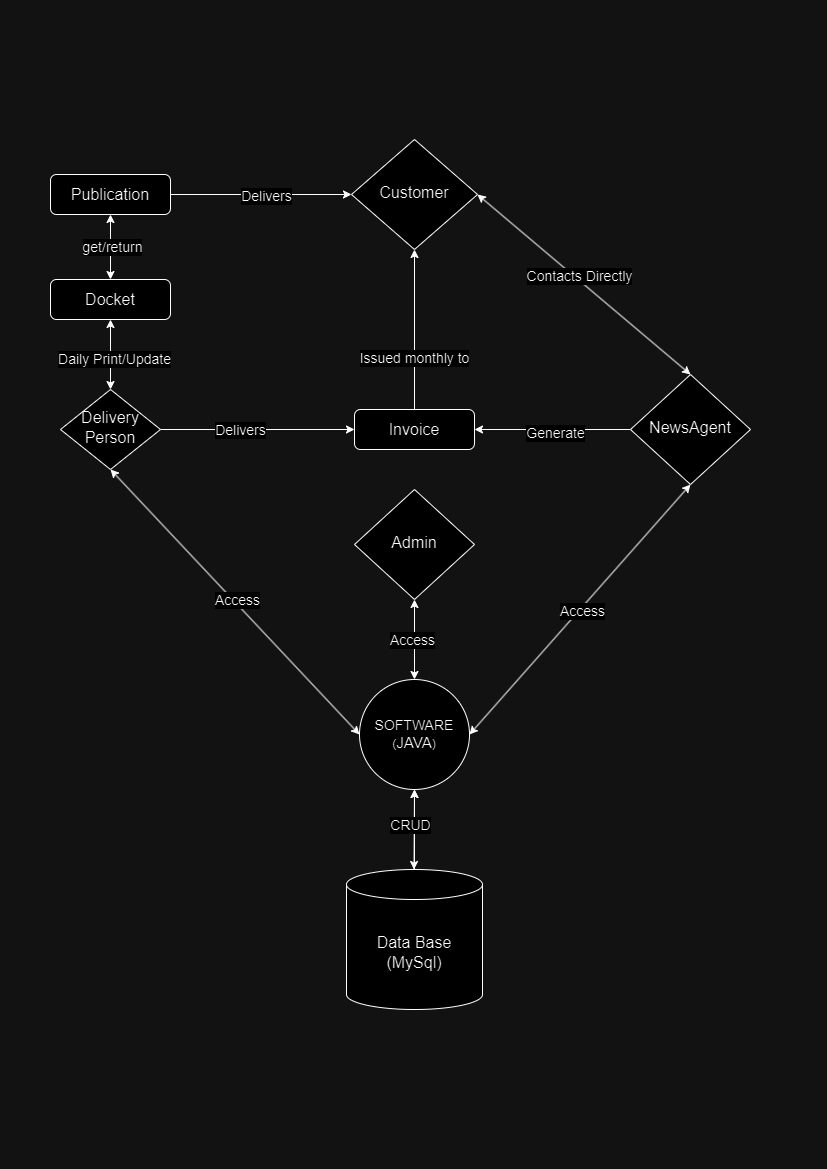 Customer
Publication
Delivers
get/return
Contacts Directly
Docket
Daily Print/Update
Issued monthly to
Delivery
Person
Delivers
Invoice
Generate
NewsAgent
Admin
Access
Access
Access
SOFTWARE
(JAVA)
CRUD
Data Base
(MySql)